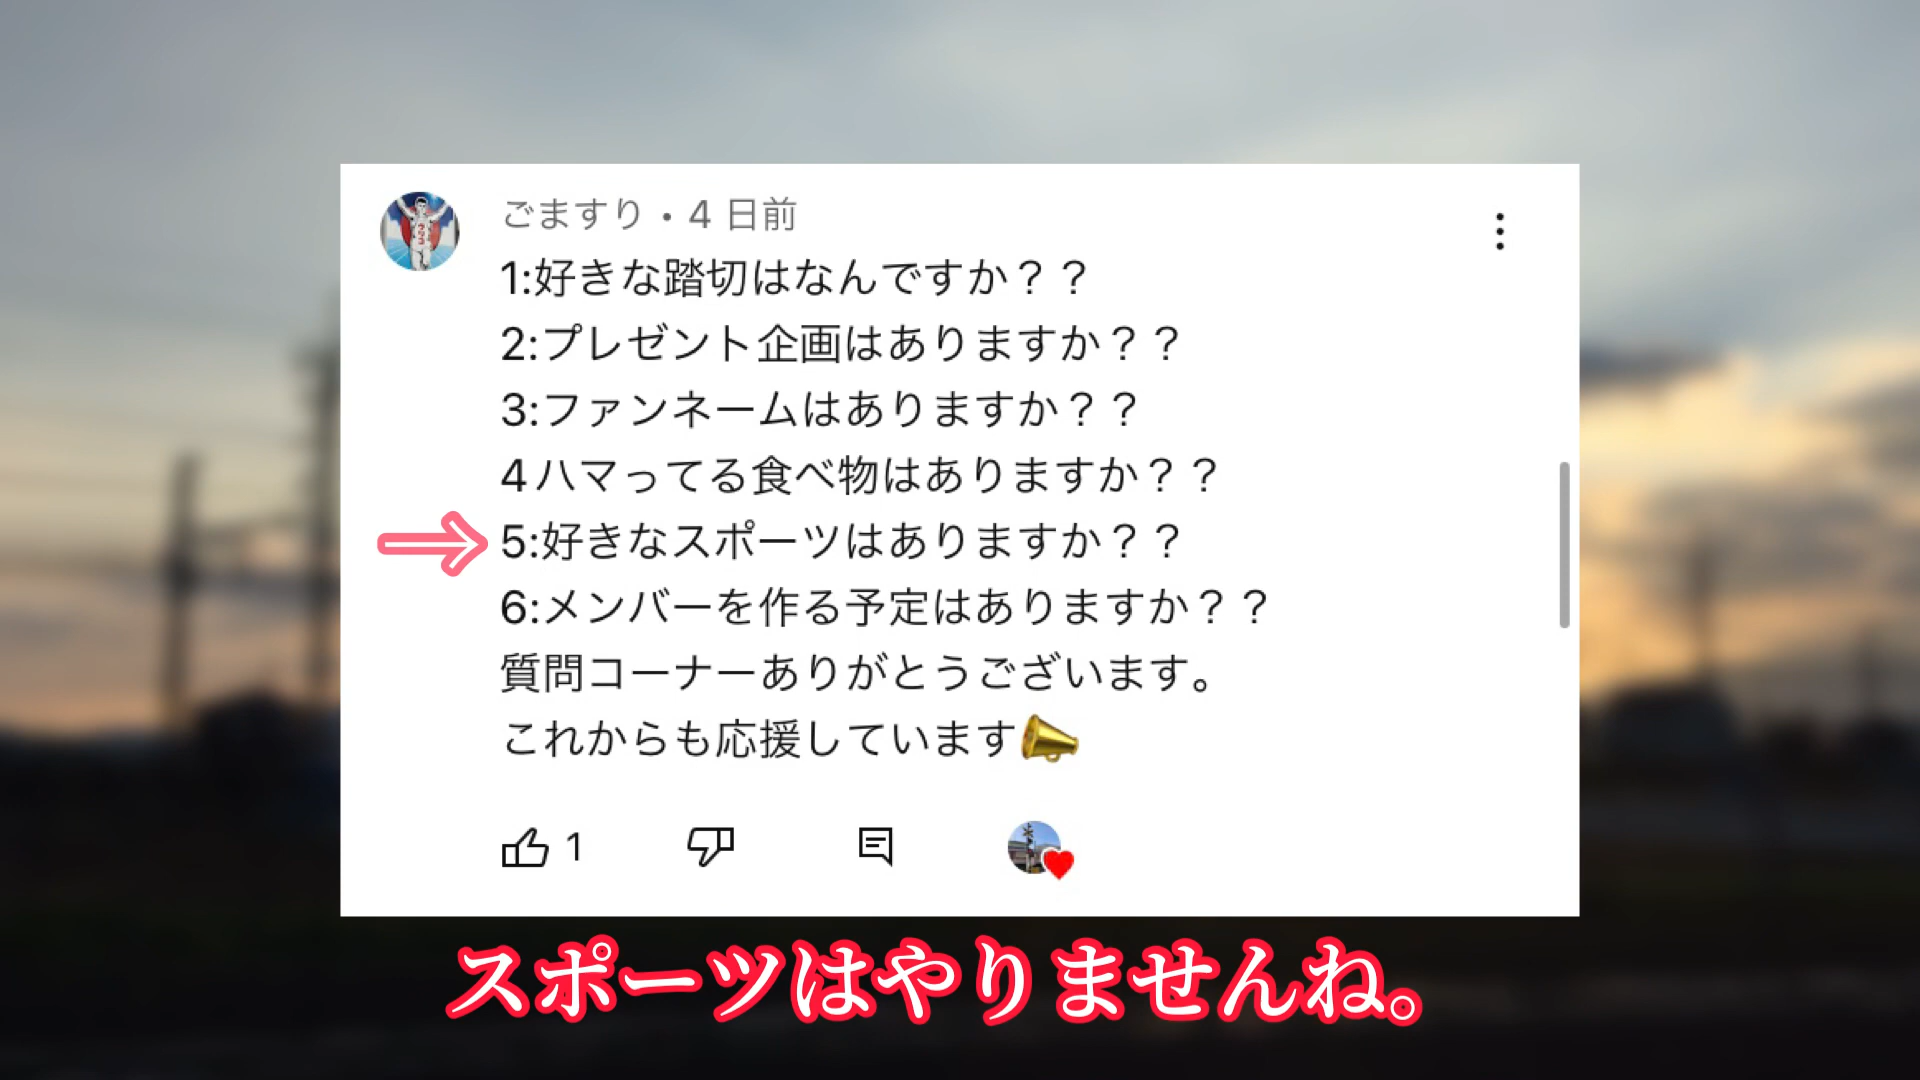 ごますり • 4 日前
1:好きな踏切はなんですか？？
2:プレゼント企画はありますか？？
3:ファンネームはありますか？？
4ハマってる食べ物はありますか？？
5:好きなスポーツはありますか？？
6:メンバーを作る予定はありますか？？
質問コーナーありがとうございます。
これからも応援しています📣
1
スポーツはやりませんね。